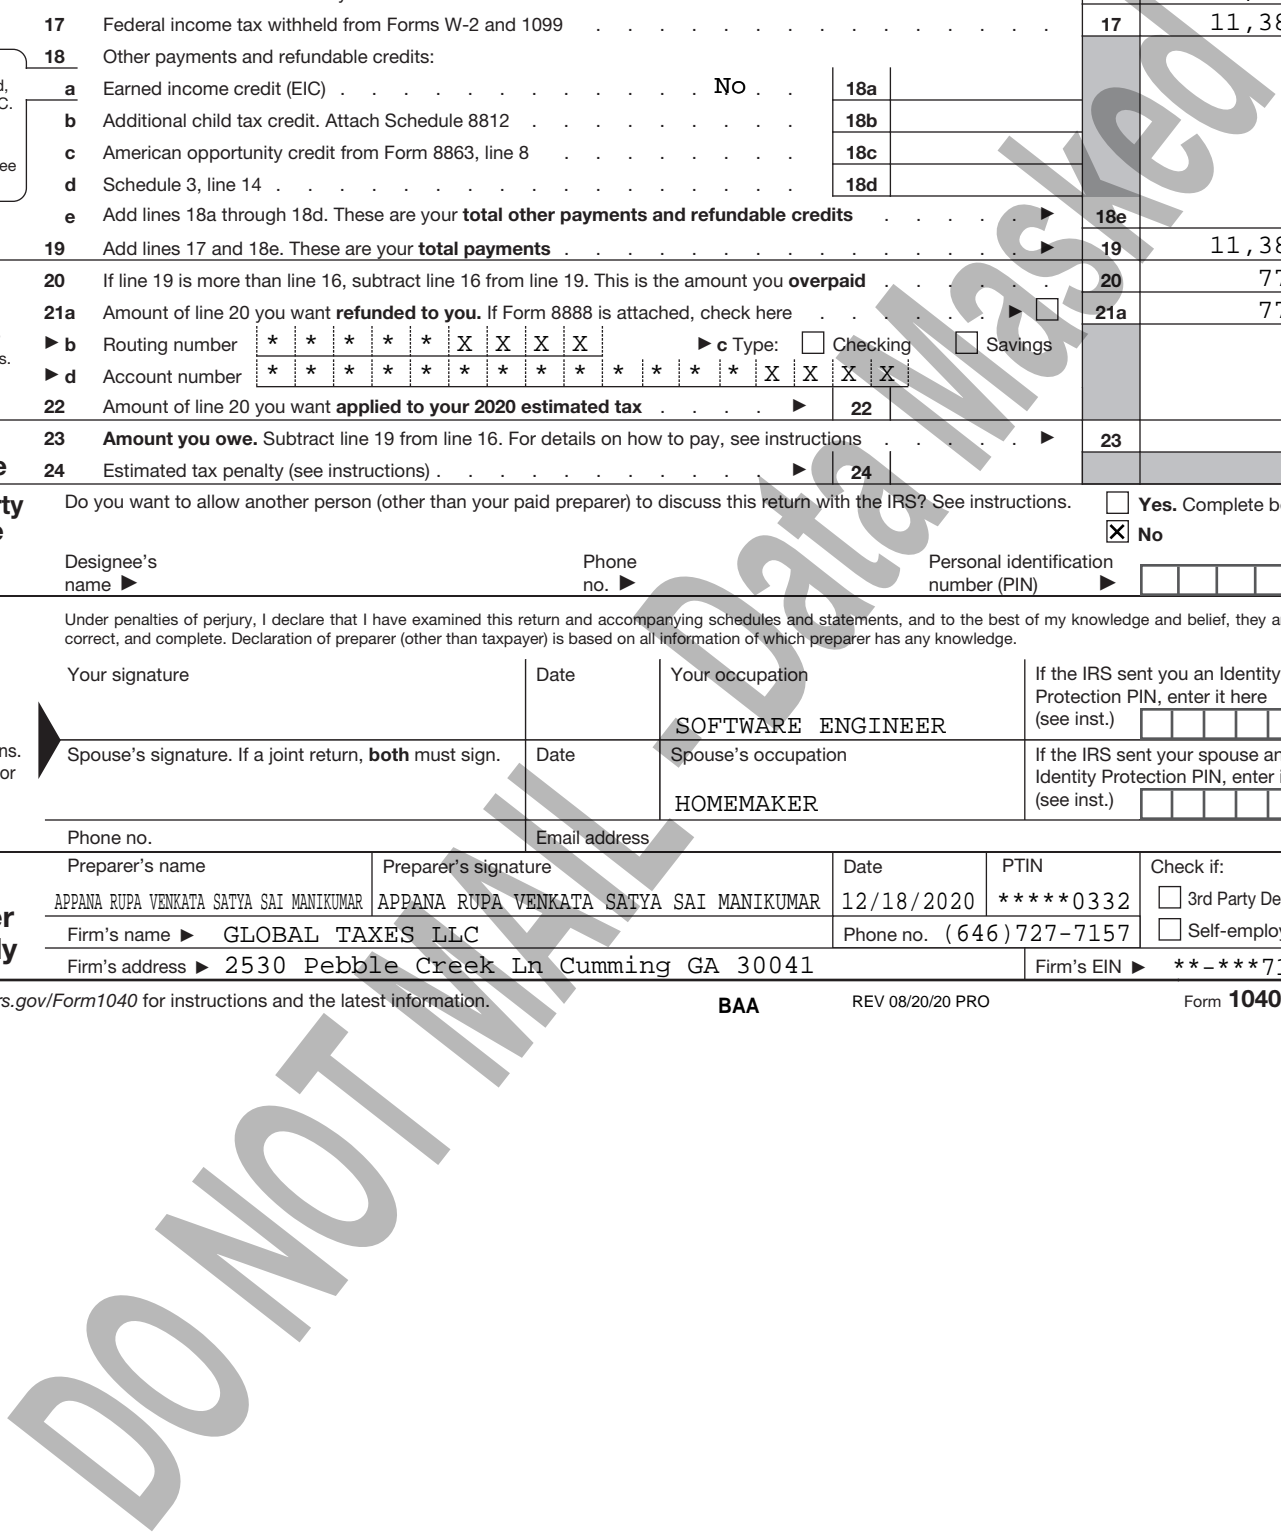 17 Federal income tax withheld from Forms W-2 and 1099 . . . . . . . . . . . . . . . 17 11,38
18 Other payments and refundable credits:
a Earned income credit (EIC) . . . . . . . . . . . . No . . 18a
b Additional child tax credit. Attach Schedule 8812 . . . . . . . . . 18b
c American opportunity credit from Form 8863, line 8 . . . . . . . . 18c
d Schedule 3, line 14 . . . . . . . . . . . . . . . . . 18d
e Add lines 18a through 18d. These are your total other payments and refundable credits . . . . . ▶ 18e
19 Add lines 17 and 18e. These are your total payments . . . . . . . . . . . . . . . ▶ 19 11,38
20 If line 19 is more than line 16, subtract line 16 from line 19. This is the amount you overpaid . . . . . . 20 77
21a Amount of line 20 you want refunded to you. If Form 8888 is attached, check here . . . . . . ▶ 21a 77
▶ b Routing number * * * * * X X X X ▶ c Type: Checking Savings
s.
▶ d Account number * * * * * * * * * * * * * X X X X
22 Amount of line 20 you want applied to your 2020 estimated tax . . . . ▶ 22
23 Amount you owe. Subtract line 19 from line 16. For details on how to pay, see instructions . . . . . ▶ 23
24 Estimated tax penalty (see instructions) . . . . . . . . . . . ▶ 24
Do you want to allow another person (other than your paid preparer) to discuss this return with the IRS? See instructions. Yes. Complete b
No
Designee's name ▶ Phone no. ▶ Personal identification number (PIN) ▶
Under penalties of perjury, I declare that I have examined this return and accompanying schedules and statements, and to the best of my knowledge and belief, they a
correct, and complete. Declaration of preparer (other than taxpayer) is based on all information of which preparer has any knowledge.
Your signature Date Your occupation If the IRS sent you an Identity
Protection PIN, enter it here
SOFTWARE ENGINEER (see inst.)
Spouse's signature. If a joint return, both must sign. Date Spouse's occupation If the IRS sent your spouse an
Identity Protection PIN, enter i
HOMEMAKER (see inst.)
Phone no. Email address
Preparer's name Preparer's signature Date PTIN Check if:
APPANA RUPA VENKATA SATYA SAI MANIKUMAR APPANA RUPA VENKATA SATYA SAI MANIKUMAR 12/18/2020 *****0332 3rd Party De
Firm's name ▶ GLOBAL TAXES LLC Phone no. (646)727-7157 Self-employ
Firm's address ▶ 2530 Pebble Creek Ln Cumming GA 30041 Firm's EIN ▶ **-***71
rs.gov/Form1040 for instructions and the latest information. BAA REV 08/20/20 PRO Form 1040
DO NOT MAIL - Data Masked